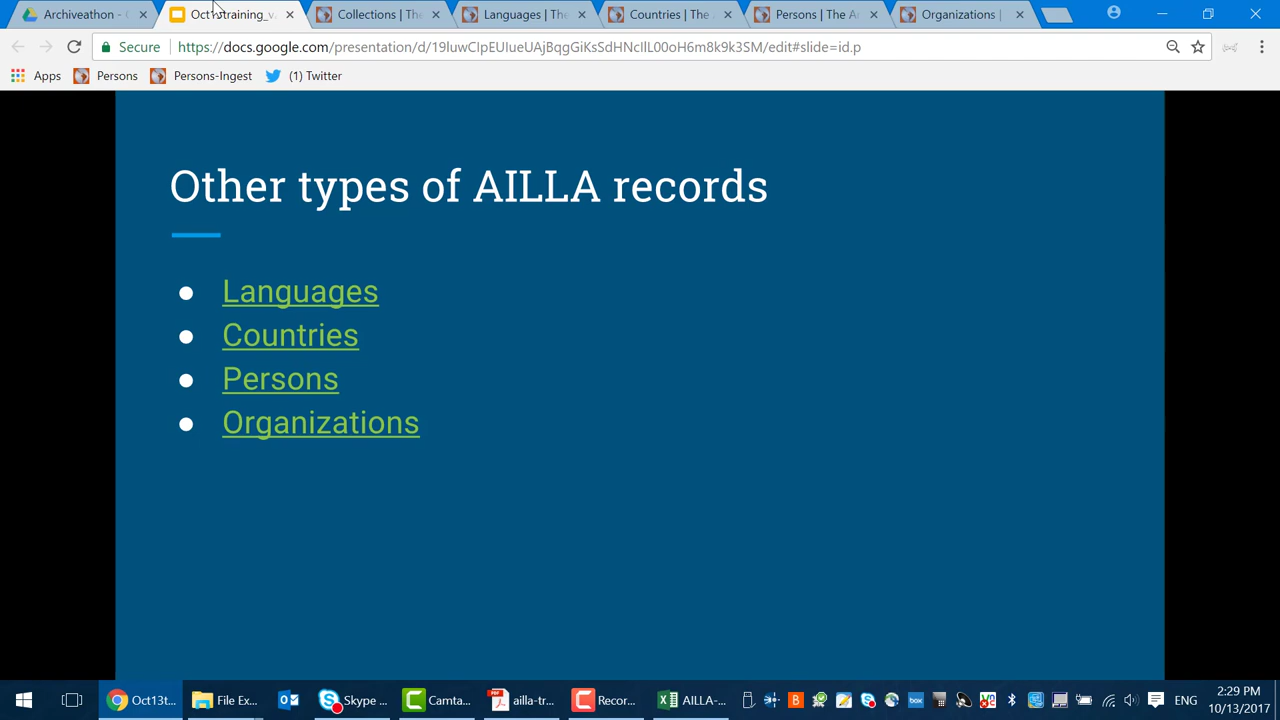 Archiveathon -
Oct13training_v
Collections | The
Languages | The
Countries | The
Persons | The A
Organizations |
Secure
https://docs.google.com/presentation/d/19luwCIpEUIueUAjBqgGiKsSdHNcIlL00oH6m8k9k3SM/edit#slide=id.p
Apps
Persons
Persons-Ingest
(1) Twitter
Other types of AILLA records
Languages
Countries
Persons
Organizations
Oct13t...
File Ex...
Skype ...
Camta...
ailla-tr...
Recor...
AILLA-...
ENG
2:29 PM
10/13/2017